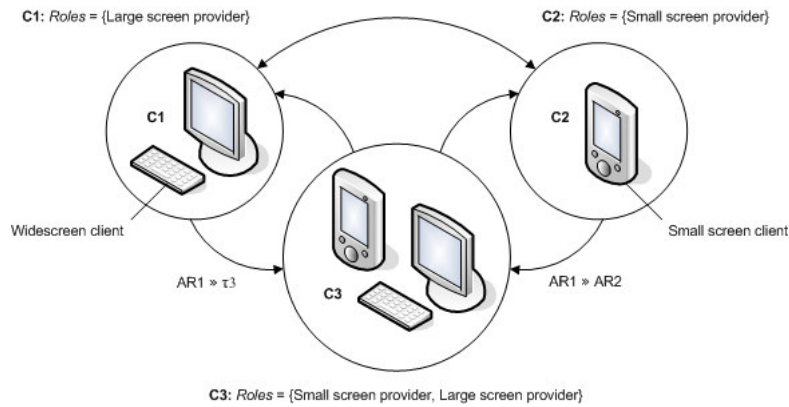 C1: Roles = {Large screen provider}
C2: Roles = {Small screen provider}
C1
C2
Widescreen client
Small screen client
AR1 » τ3
C3
AR1 » AR2
C3: Roles = {Small screen provider, Large screen provider}